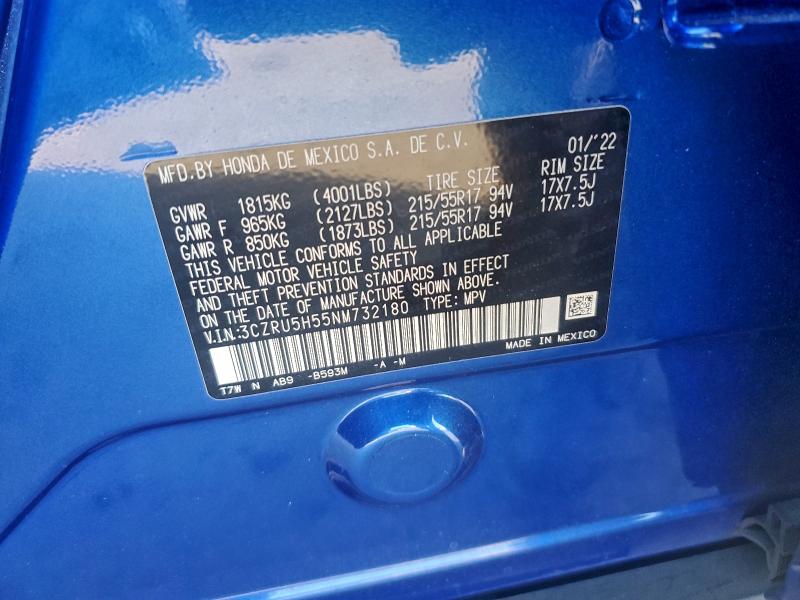 MFD.BY HONDA DE MEXICO S.A. DE C.V. 01/'22
TIRE SIZE RIM SIZE
GVWR 1815KG (4001LBS)
GAWR F 965KG (2127LBS) 215/55R17 94V 17X7.5J
GAWR R 850KG (1873LBS) 215/55R17 94V 17X7.5J
THIS VEHICLE CONFORMS TO ALL APPLICABLE
FEDERAL MOTOR VEHICLE SAFETY
AND THEFT PREVENTION STANDARDS IN EFFECT
ON THE DATE OF MANUFACTURE SHOWN ABOVE.
V.I.N.:3CZRU5H55NM732180 TYPE: MPV
MADE IN MEXICO
T7W N AB9 -B593M -A -M